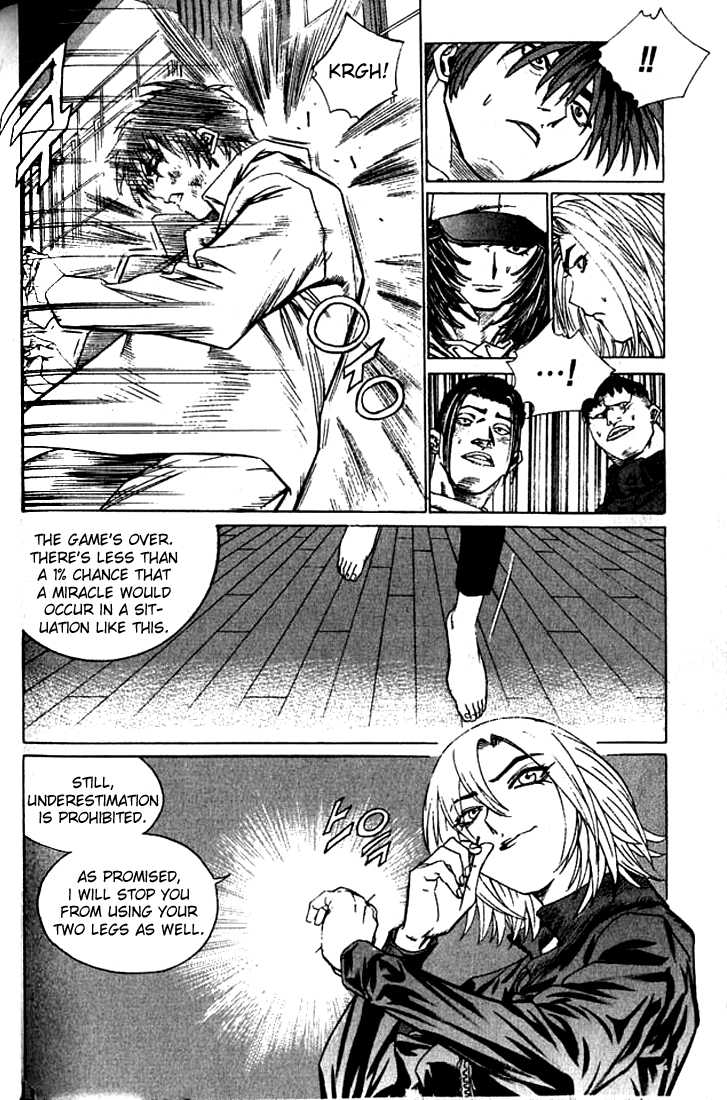 KRGH!
!!
...!
OKO
THE GAME'S OVER.
THERE'S LESS THAN
A 1% CHANCE THAT
A MIRACLE WOULD
OCCUR IN A SIT-
UATION LIKE THIS.
STILL,
UNDERESTIMATION
IS PROHIBITED.
AS PROMISED,
I WILL STOP YOU
FROM USING YOUR
TWO LEGS AS WELL.